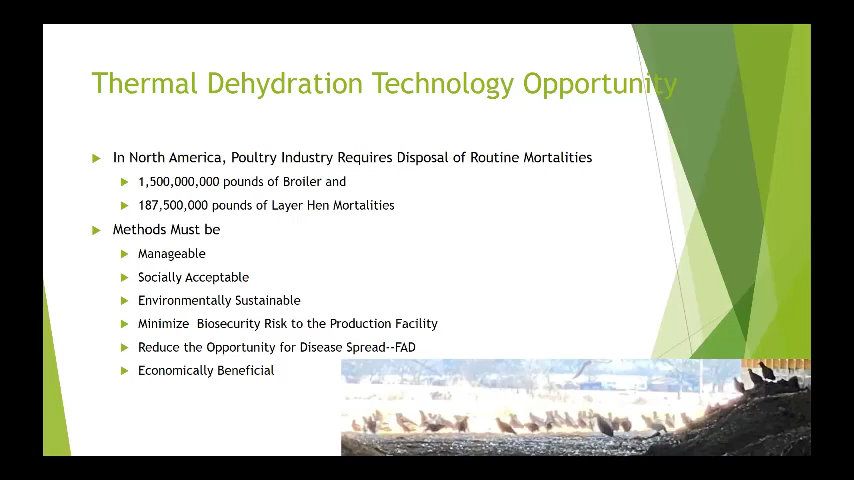 Thermal Dehydration Technology Opportunity
In North America, Poultry Industry Requires Disposal of Routine Mortalities
1,500,000,000 pounds of Broiler and
187,500,000 pounds of Layer Hen Mortalities
Methods Must be
Manageable
Socially Acceptable
Environmentally Sustainable
Minimize Biosecurity Risk to the Production Facility
Reduce the Opportunity for Disease Spread--FAD
Economically Beneficial